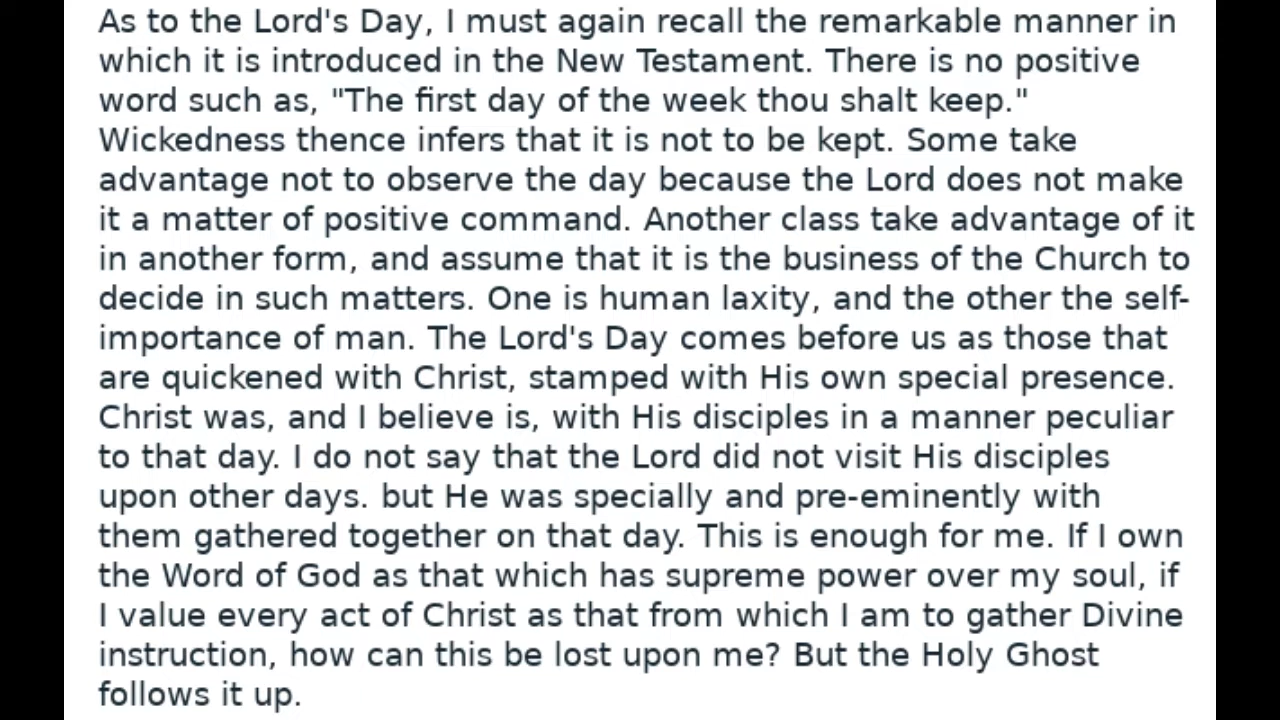 As to the Lord's Day, I must again recall the remarkable manner in
which it is introduced in the New Testament. There is no positive
word such as, "The first day of the week thou shalt keep."
Wickedness thence infers that it is not to be kept. Some take
advantage not to observe the day because the Lord does not make
it a matter of positive command. Another class take advantage of it
in another form, and assume that it is the business of the Church to
decide in such matters. One is human laxity, and the other the self-
importance of man. The Lord's Day comes before us as those that
are quickened with Christ, stamped with His own special presence.
Christ was, and I believe is, with His disciples in a manner peculiar
to that day. I do not say that the Lord did not visit His disciples
upon other days. but He was specially and pre-eminently with
them gathered together on that day. This is enough for me. If I own
the Word of God as that which has supreme power over my soul, if
I value every act of Christ as that from which I am to gather Divine
instruction, how can this be lost upon me? But the Holy Ghost
follows it up.